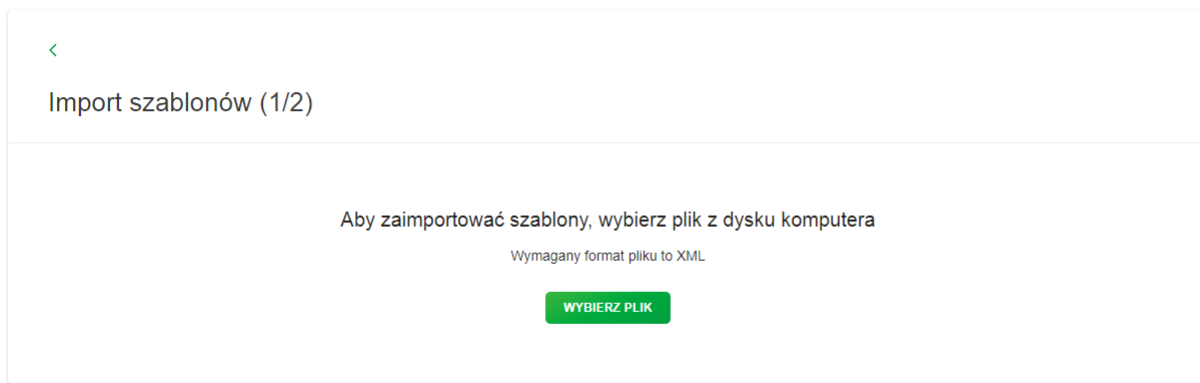 Import szablonów (1/2)
Aby zaimportować szablony, wybierz plik z dysku komputera
Wymagany format pliku to XML
WYBIERZ PLIK